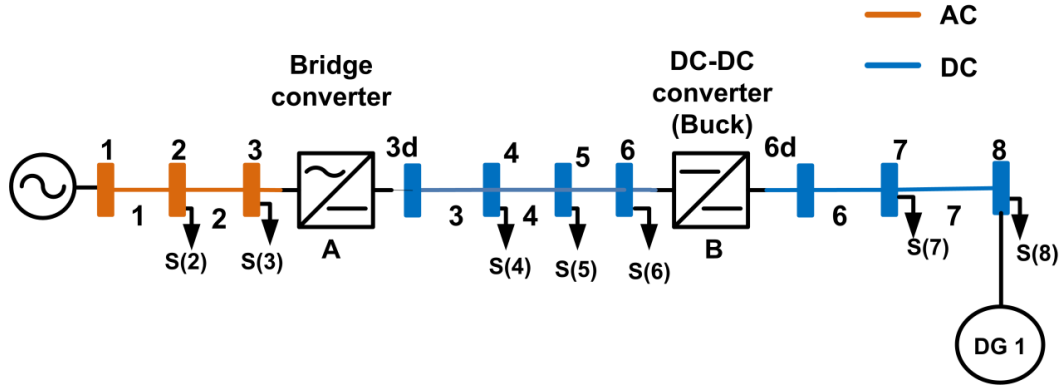 AC
DC
Bridge
converter
DC-DC
converter
(Buck)
1 2 3 3d 4 5 6 6d 7 8
1 2 3 4 6 7
A B
S(2) S(3) S(4) S(5) S(6) S(7) S(8)
DG 1